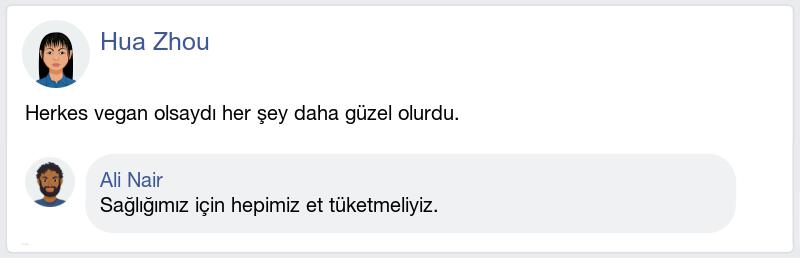 Hua Zhou
Herkes vegan olsaydı her şey daha güzel olurdu.
Ali Nair
Sağlığımız için hepimiz et tüketmeliyiz.